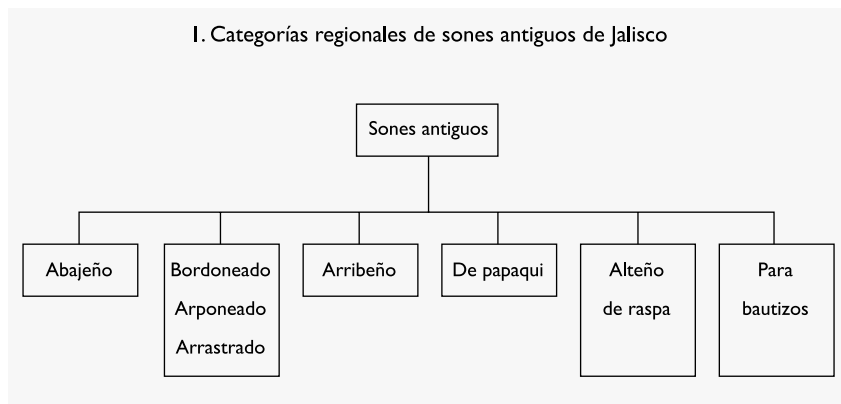 1. Categorías regionales de sones antiguos de Jalisco
Sones antiguos
Abajeño
Bordoneado
Arponeado
Arrastrado
Arribeño
De papaqui
Alteño
de raspa
Para
bautizos